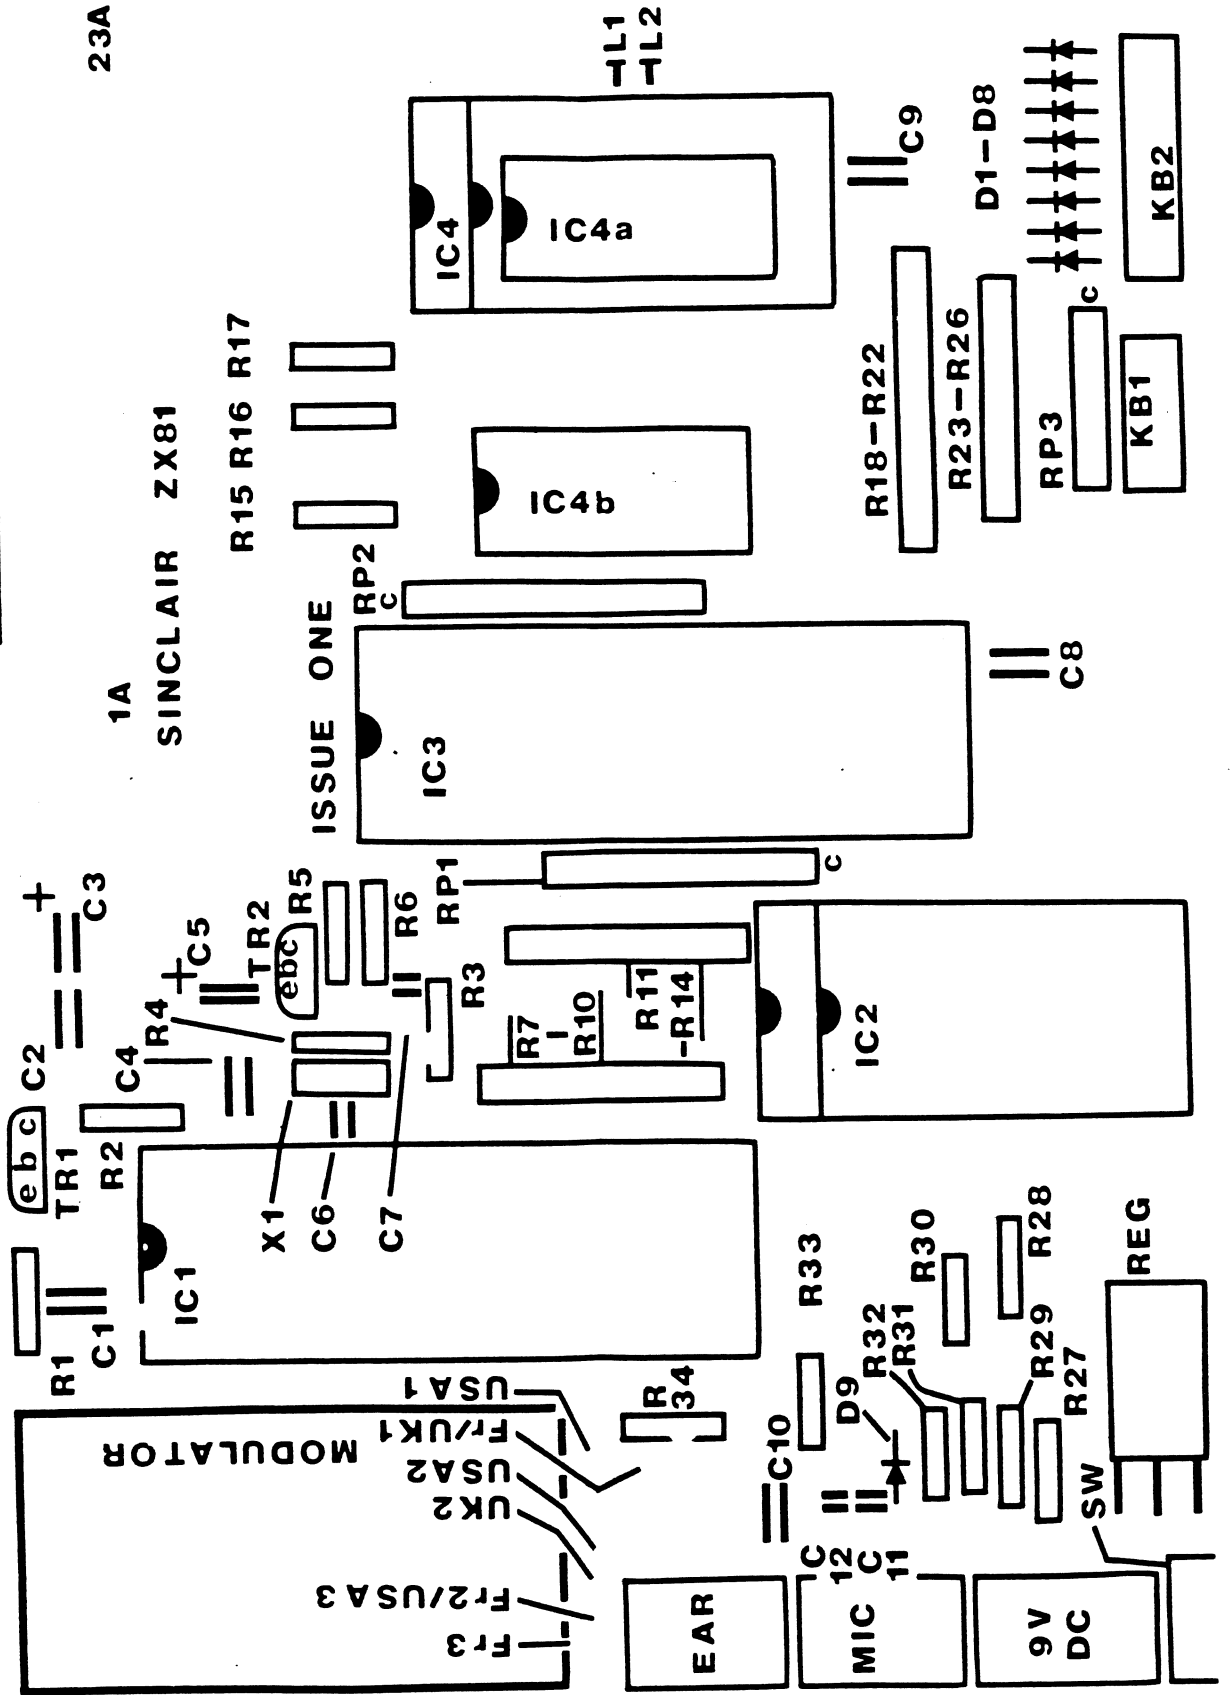 23A
1A
SINCLAIR ZX81
ISSUE ONE
L1
L2
IC4
IC4a
C9
D1–D8
KB2
R15 R16 R17
IC4b
R18–R22
R23–R26
RP3
c
KB1
RP2
c
IC3
C8
RP1
c
C3
C5
TR2
ebc
R5
R6
R3
R4
C2
C4
R7
–
R10
R11
–R14
IC2
ebc
TR1
R2
X1
C6
C7
R1
C1
IC1
MODULATOR
USA1
Fr/UK1
USA2
UK2
Fr2/USA3
Fr3
R
34
R33
R30
R28
REG
D9
R32
R31
R29
R27
C10
C
12
C
11
SW
EAR
MIC
9V
DC